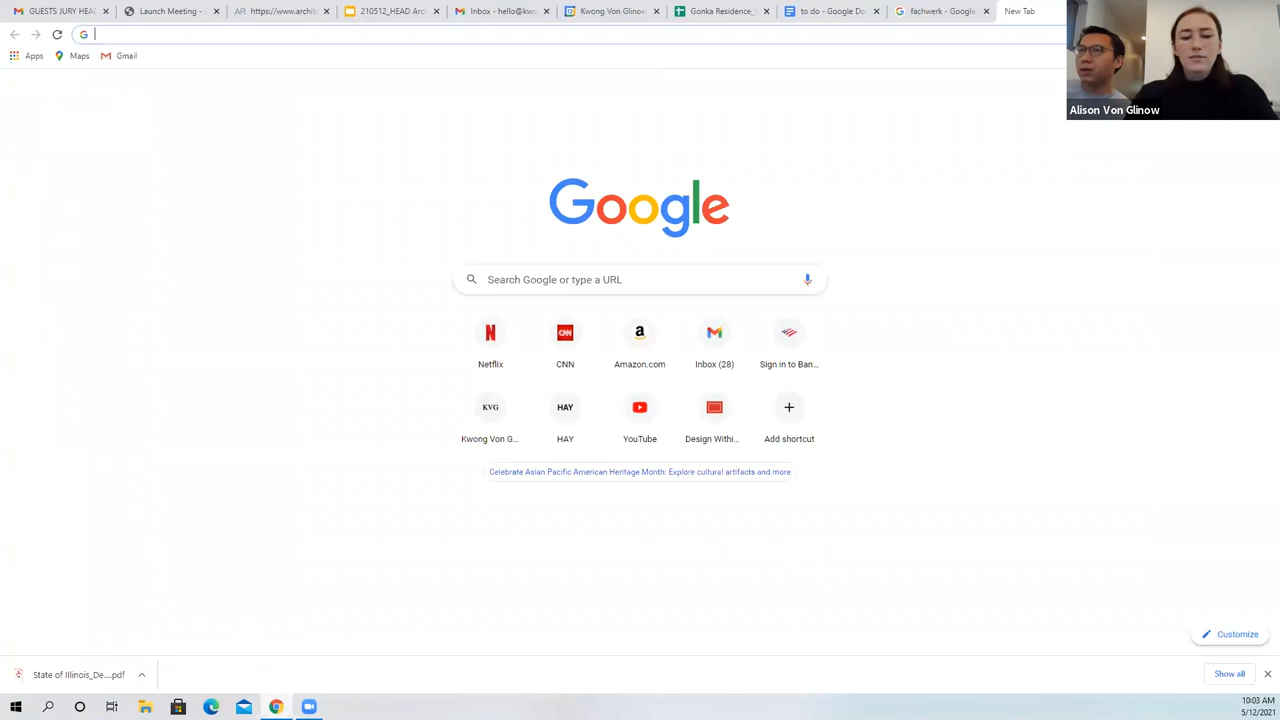 GUESTS JURY HEA
Launch Meeting -
AR https://www.archit
210512_HEAD Arc
Inbox - hello@kwo
Kwong Von Glinow
Gonka Residence_
to do - Google Do
fachwerk - Google
New Tab
Apps
Maps
Gmail
Alison Von Glinow
Google
Search Google or type a URL
Netflix
CNN
CNN
a
Amazon.com
Inbox (28)
Sign in to Ban...
KVG
Kwong Von G...
HAY
HAY
YouTube
Design Withi...
Add shortcut
Celebrate Asian Pacific American Heritage Month: Explore cultural artifacts and more
Customize
State of Illinois_De....pdf
Show all
10:03 AM
5/12/2021